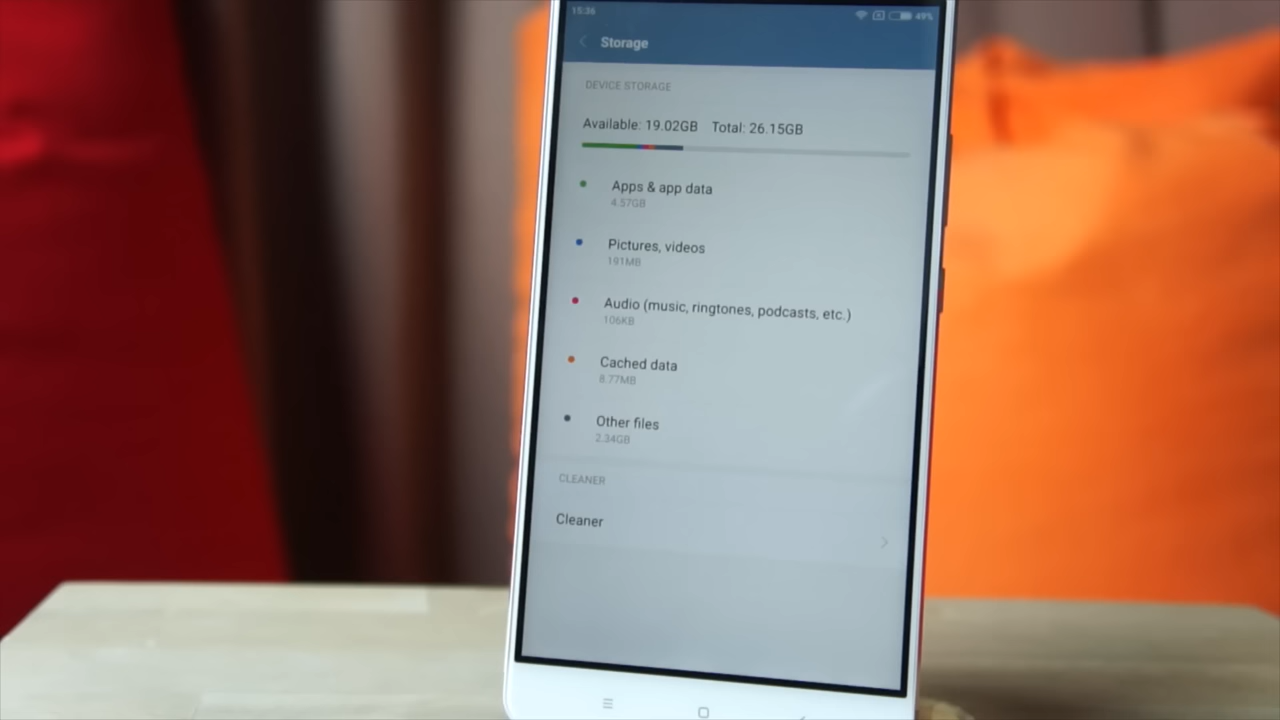 15:36 49%
Storage
DEVICE STORAGE
Available: 19.02GB Total: 26.15GB
Apps & app data
4.57GB
Pictures, videos
191MB
Audio (music, ringtones, podcasts, etc.)
106KB
Cached data
8.77MB
Other files
2.34GB
CLEANER
Cleaner